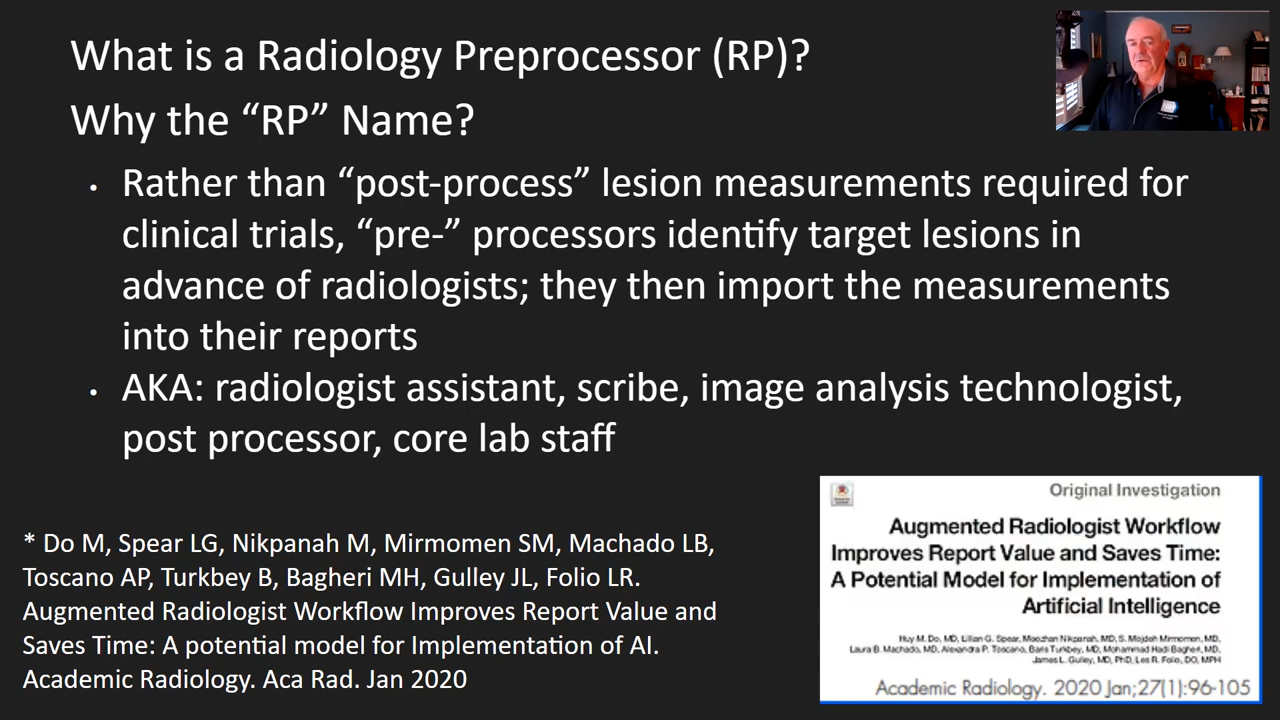 What is a Radiology Preprocessor (RP)?
Why the “RP” Name?
• Rather than “post-process” lesion measurements required for
clinical trials, “pre-” processors identify target lesions in
advance of radiologists; they then import the measurements
into their reports
• AKA: radiologist assistant, scribe, image analysis technologist,
post processor, core lab staff
* Do M, Spear LG, Nikpanah M, Mirmomen SM, Machado LB,
Toscano AP, Turkbey B, Bagheri MH, Gulley JL, Folio LR.
Augmented Radiologist Workflow Improves Report Value and
Saves Time: A potential model for Implementation of AI.
Academic Radiology. Aca Rad. Jan 2020
Original Investigation
Augmented Radiologist Workflow
Improves Report Value and Saves Time:
A Potential Model for Implementation of
Artificial Intelligence
Huy M. Do, MD, Lilian G. Spear, Moozhan Nikpanah, MD, S. Mojdeh Mirmomen, MD,
Laura B. Machado, MD, Alexandra P. Toscano, Baris Turkbey, MD, Mohammad Hadi Bagheri, MD,
James L. Gulley, MD, PhD, Les R. Folio, DO, MPH
Academic Radiology. 2020 Jan;27(1):96-105